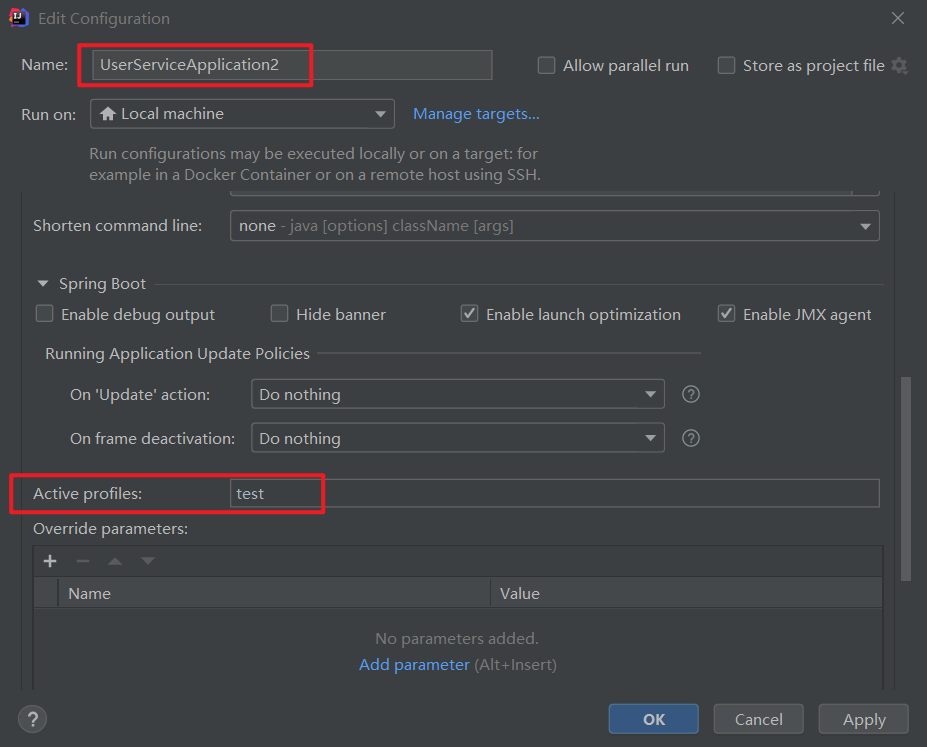 Edit Configuration
Name: UserServiceApplication2 Allow parallel run Store as project file
Run on: Local machine Manage targets...
Run configurations may be executed locally or on a target: for
example in a Docker Container or on a remote host using SSH.
Shorten command line: none - java [options] className [args]
Spring Boot
Enable debug output Hide banner Enable launch optimization Enable JMX agent
Running Application Update Policies
On 'Update' action: Do nothing ?
On frame deactivation: Do nothing ?
Active profiles: test
Override parameters:
Name Value
No parameters added.
Add parameter (Alt+Insert)
? OK Cancel Apply